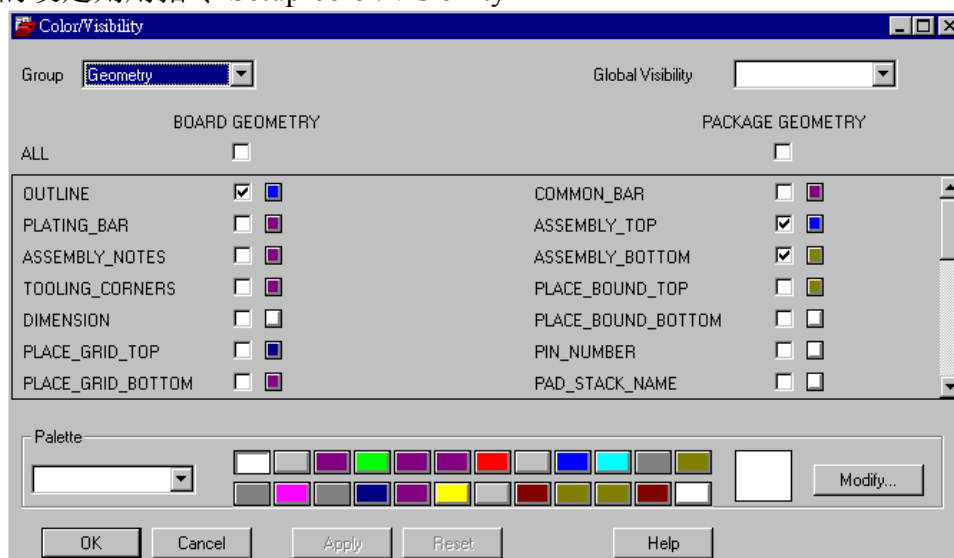 Color/Visibility
Group Geometry Global Visibility
BOARD GEOMETRY PACKAGE GEOMETRY
ALL
OUTLINE COMMON_BAR
PLATING_BAR ASSEMBLY_TOP
ASSEMBLY_NOTES ASSEMBLY_BOTTOM
TOOLING_CORNERS PLACE_BOUND_TOP
DIMENSION PLACE_BOUND_BOTTOM
PLACE_GRID_TOP PIN_NUMBER
PLACE_GRID_BOTTOM PAD_STACK_NAME
Palette
Modify...
OK Cancel Apply Reset Help